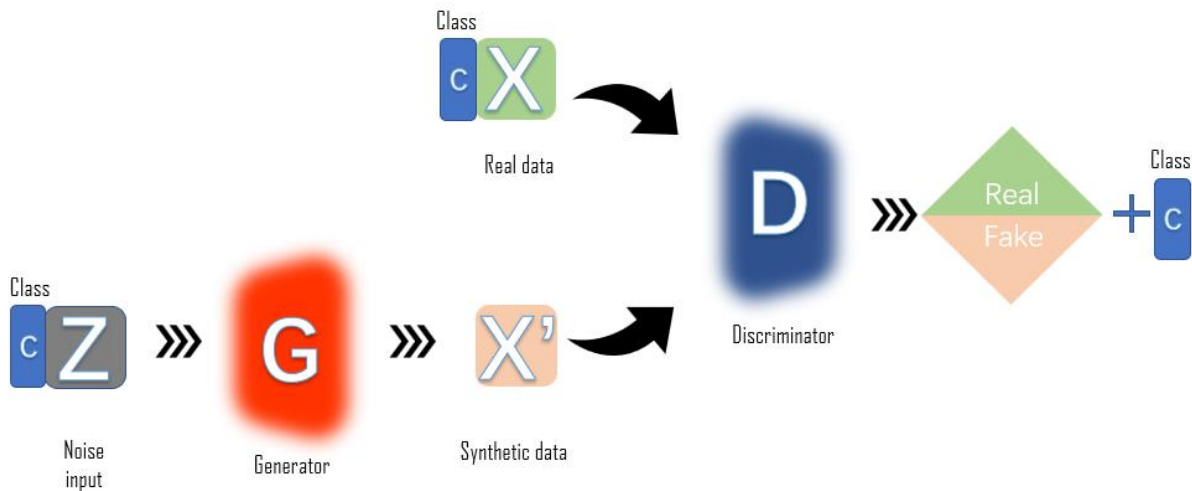 Class
C X
Real data
Class
C Z
Noise
input
G
Generator
X’
Synthetic data
D
Discriminator
Real
Fake
+
Class
C